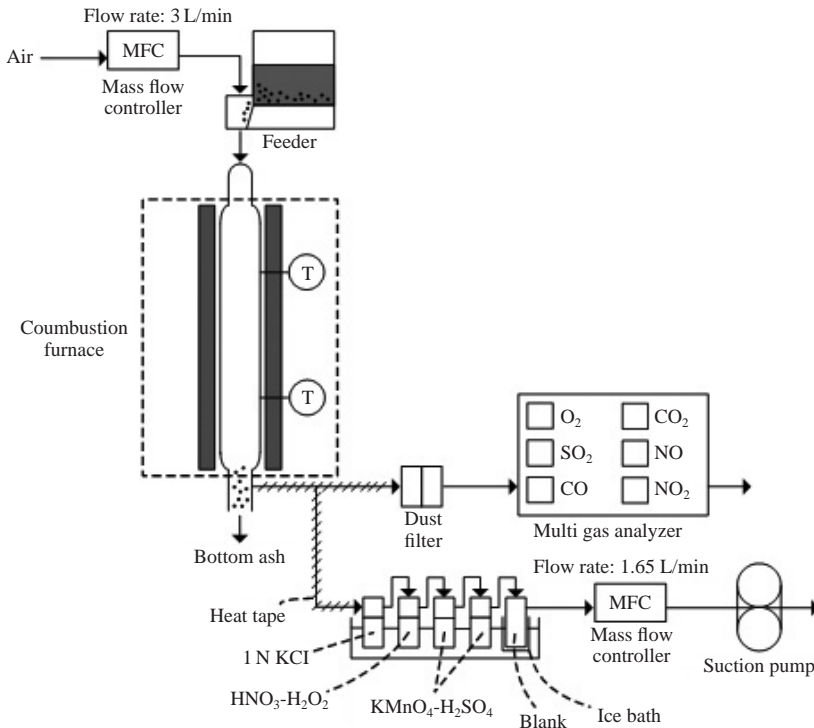 Flow rate: 3 L/min
Air
MFC
Mass flow
controller
Feeder
T
Coumbustion
furnace
T
O₂
CO₂
SO₂
NO
CO
NO₂
Multi gas analyzer
Dust
filter
Bottom ash
Flow rate: 1.65 L/min
Heat tape
MFC
Mass flow
controller
Suction pump
1 N KCI
HNO₃-H₂O₂
KMnO₄-H₂SO₄
Blank
Ice bath